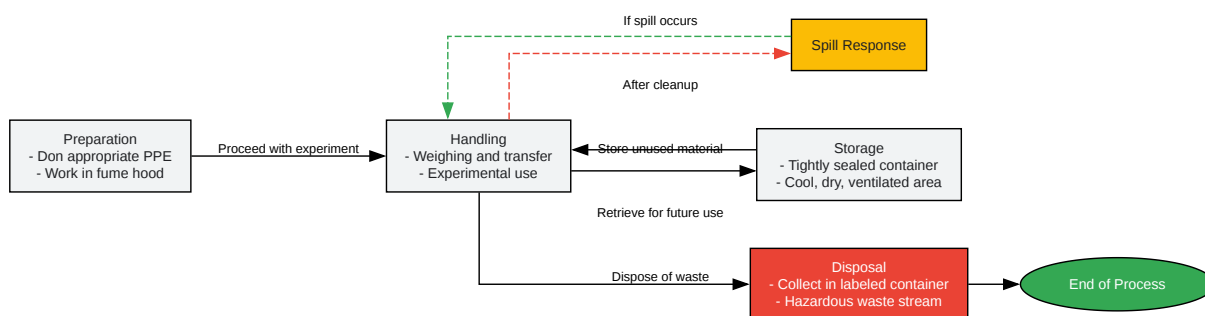 If spill occurs
Spill Response
After cleanup
Preparation
- Don appropriate PPE
- Work in fume hood
Proceed with experiment
Handling
- Weighing and transfer
- Experimental use
Store unused material
Storage
- Tightly sealed container
- Cool, dry, ventilated area
Retrieve for future use
Dispose of waste
Disposal
- Collect in labeled container
- Hazardous waste stream
End of Process